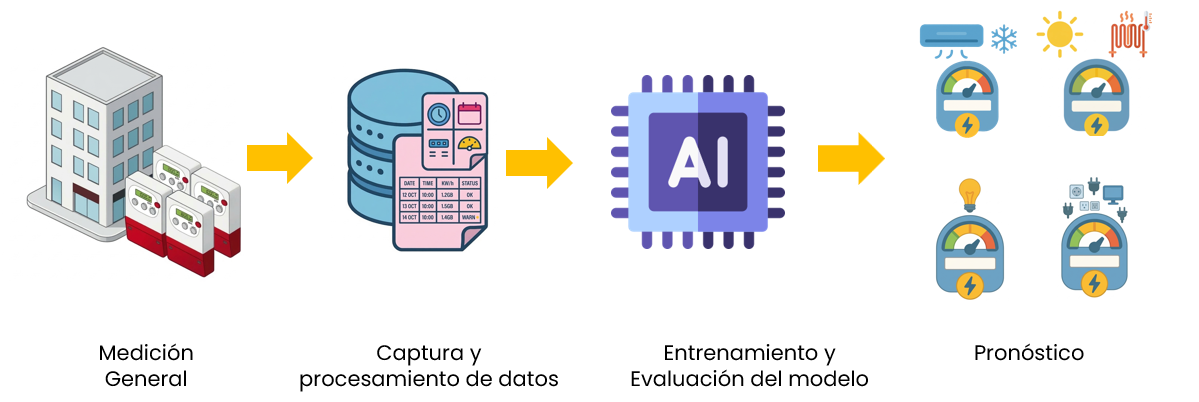 DATE TIME KW/h STATUS
12 OCT 10:00 1.2GB OK
13 OCT 10:00 1.5GB OK
14 OCT 10:00 1.4GB WARN
AI
Medición
General
Captura y
procesamiento de datos
Entrenamiento y
Evaluación del modelo
Pronóstico